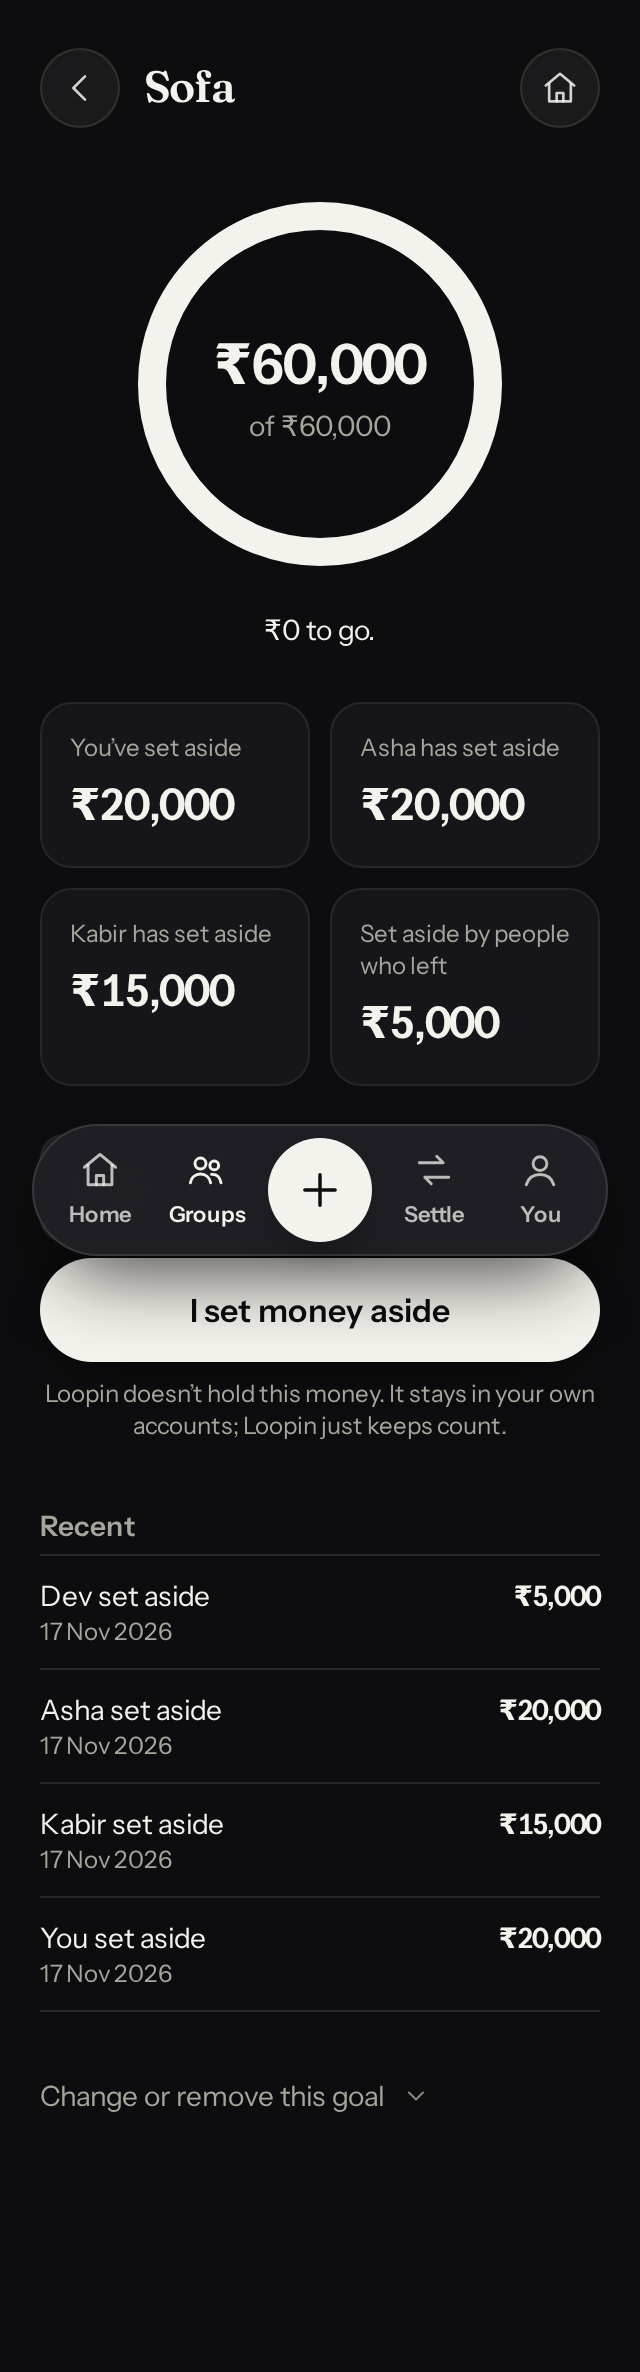 Sofa
₹60,000
of ₹60,000
₹0 to go.
You’ve set aside
₹20,000
Asha has set aside
₹20,000
Kabir has set aside
₹15,000
Set aside by people
who left
₹5,000
Home
Groups
Settle
You
I set money aside
Loopin doesn’t hold this money. It stays in your own
accounts; Loopin just keeps count.
Recent
Dev set aside
₹5,000
17 Nov 2026
Asha set aside
₹20,000
17 Nov 2026
Kabir set aside
₹15,000
17 Nov 2026
You set aside
₹20,000
17 Nov 2026
Change or remove this goal